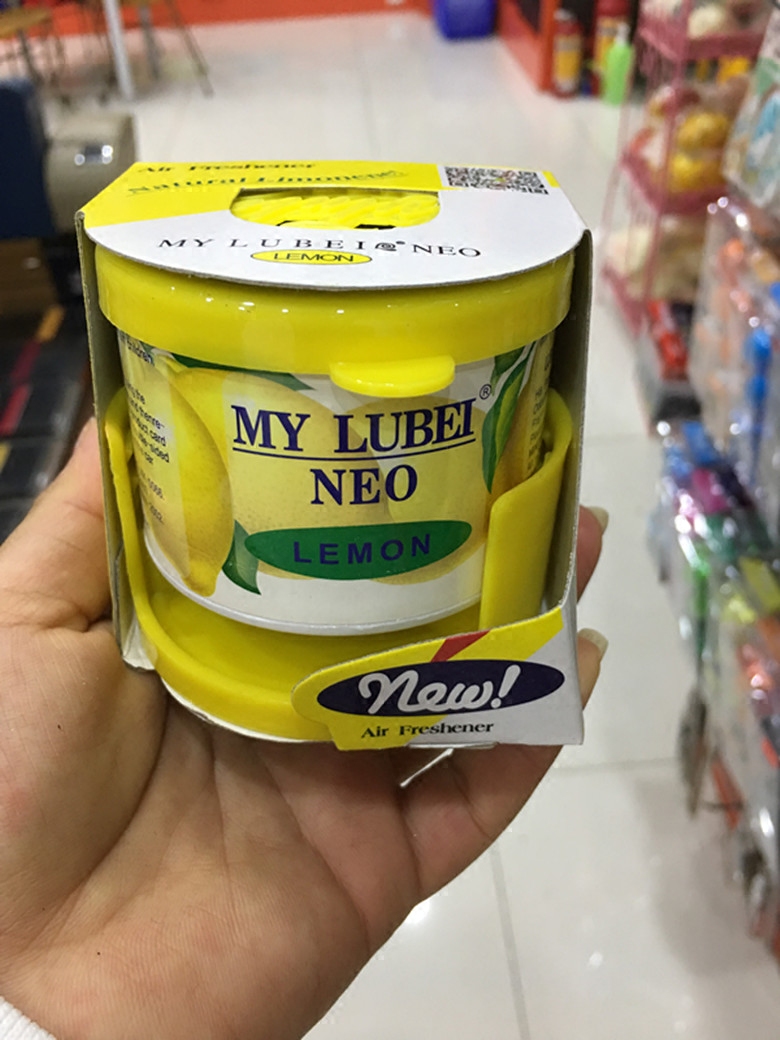 Air Freshener
Natural Limonene
MY LUBEI ® NEO
LEMON
MY LUBEI ®
NEO
LEMON
New!
Air Freshener